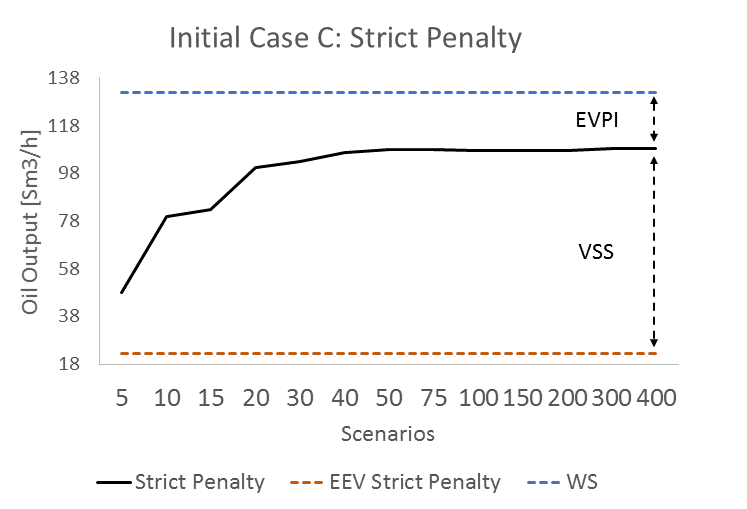 Initial Case C: Strict Penalty
Oil Output [Sm3/h]
138
118
98
78
58
38
18
EVPI
VSS
5 10 15 20 30 40 50 75 100 150 200 300 400
Scenarios
Strict Penalty EEV Strict Penalty WS